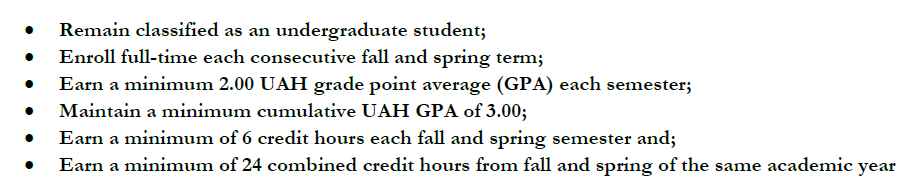 • Remain classified as an undergraduate student;
• Enroll full-time each consecutive fall and spring term;
• Earn a minimum 2.00 UAH grade point average (GPA) each semester;
• Maintain a minimum cumulative UAH GPA of 3.00;
• Earn a minimum of 6 credit hours each fall and spring semester and;
• Earn a minimum of 24 combined credit hours from fall and spring of the same academic year